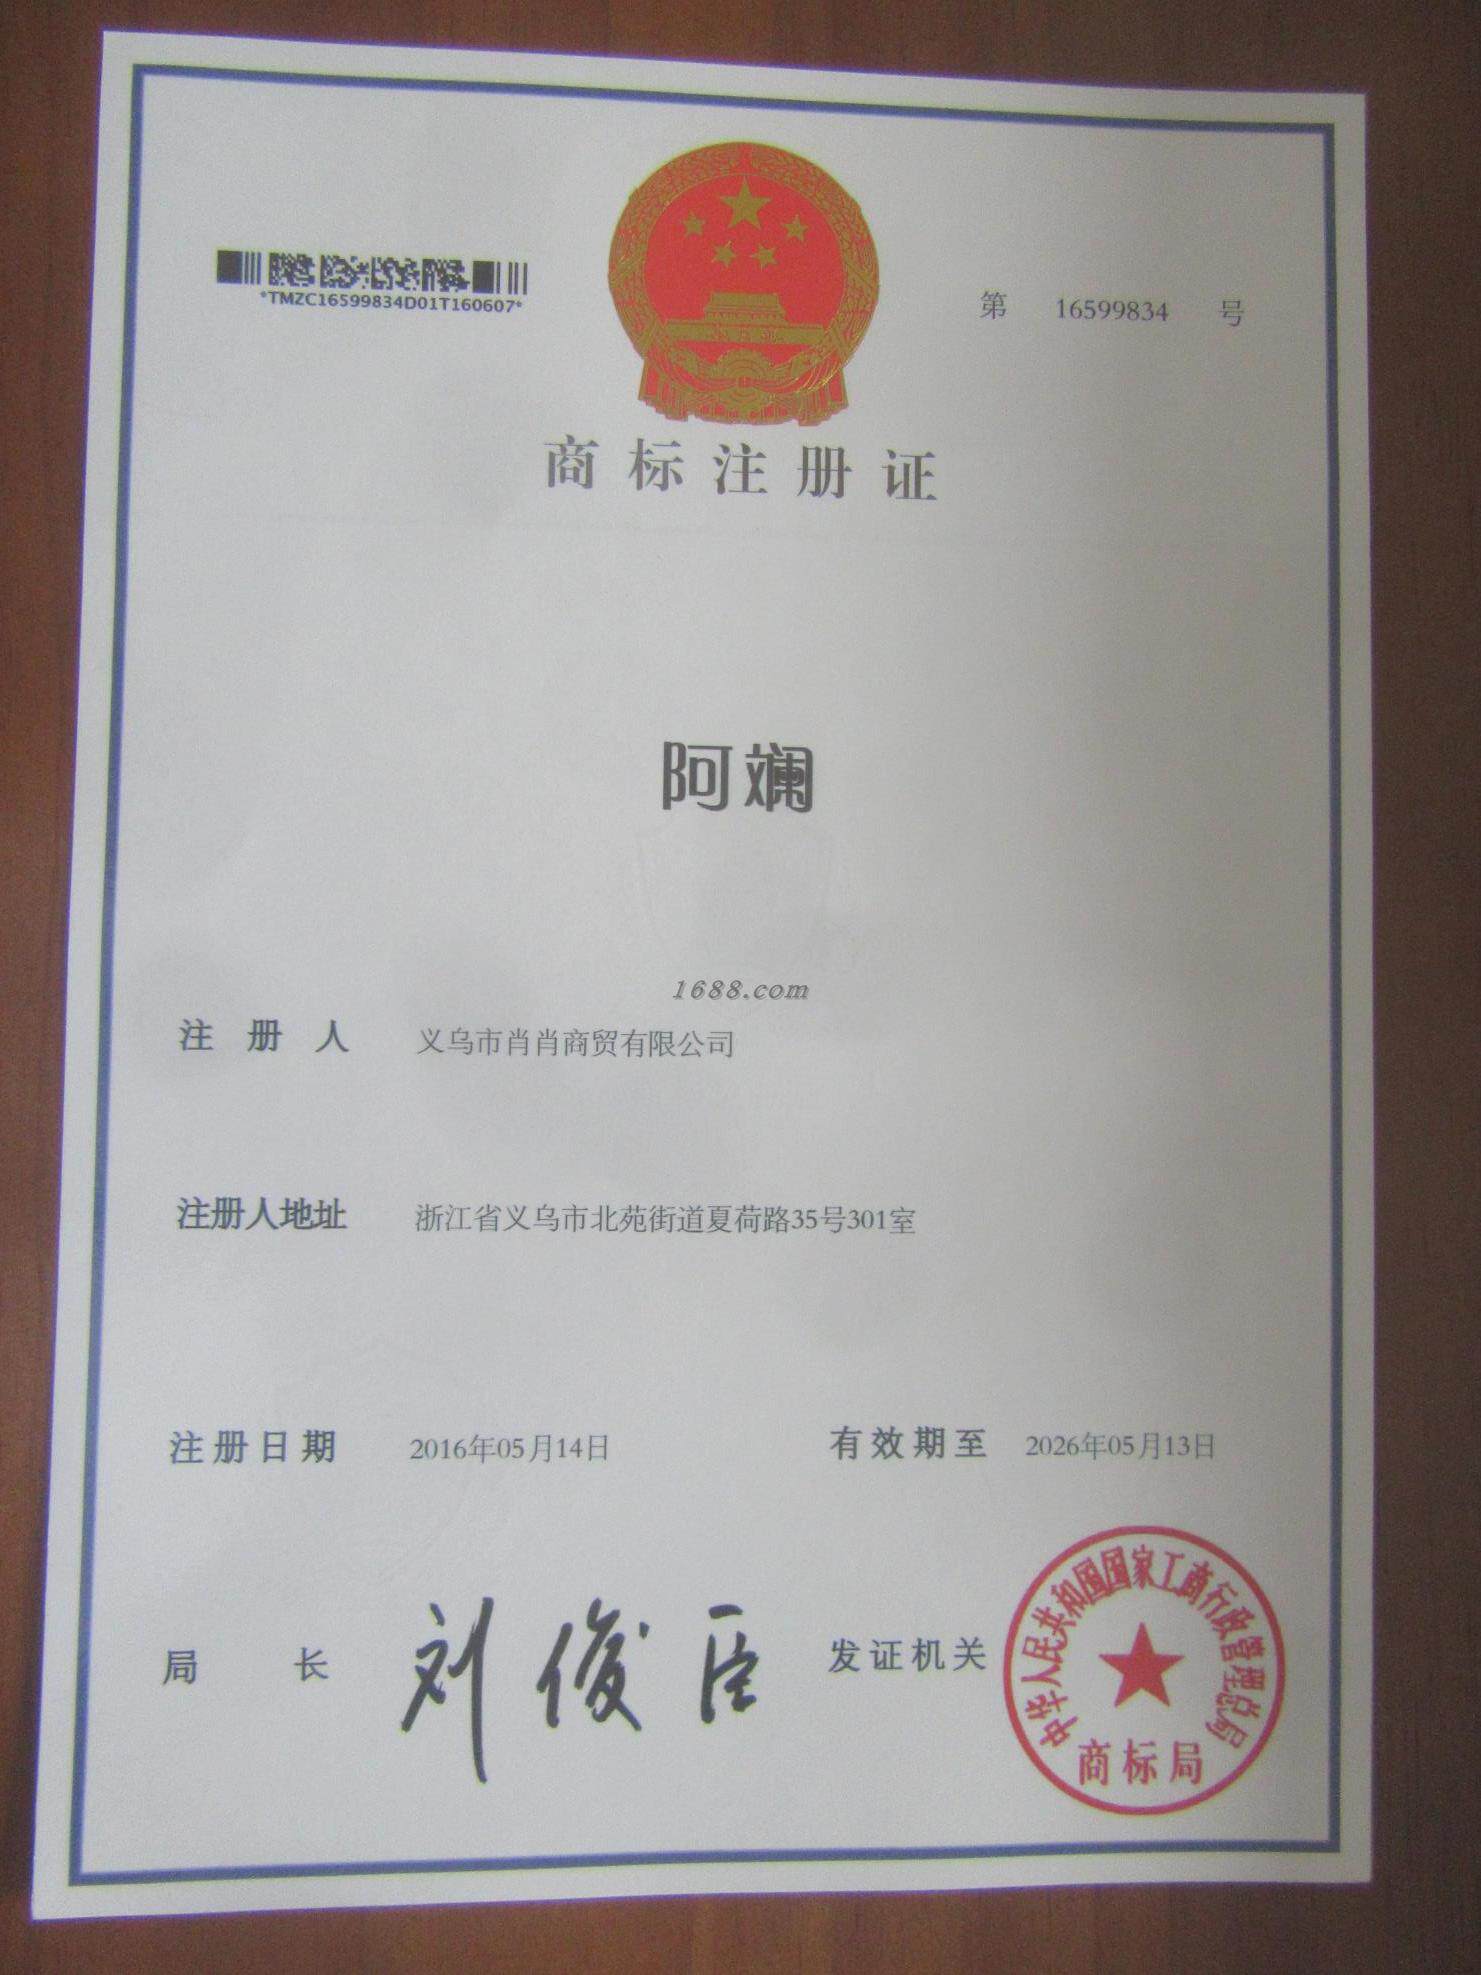 *TMZC16599834D01T160607*
第 16599834 号
商标注册证
阿斓
1688.com
注册人 义乌市肖肖商贸有限公司
注册人地址 浙江省义乌市北苑街道夏荷路35号301室
注册日期 2016年05月14日 有效期至 2026年05月13日
局长 刘俊臣 发证机关
中华人民共和国国家工商行政管理总局
商标局